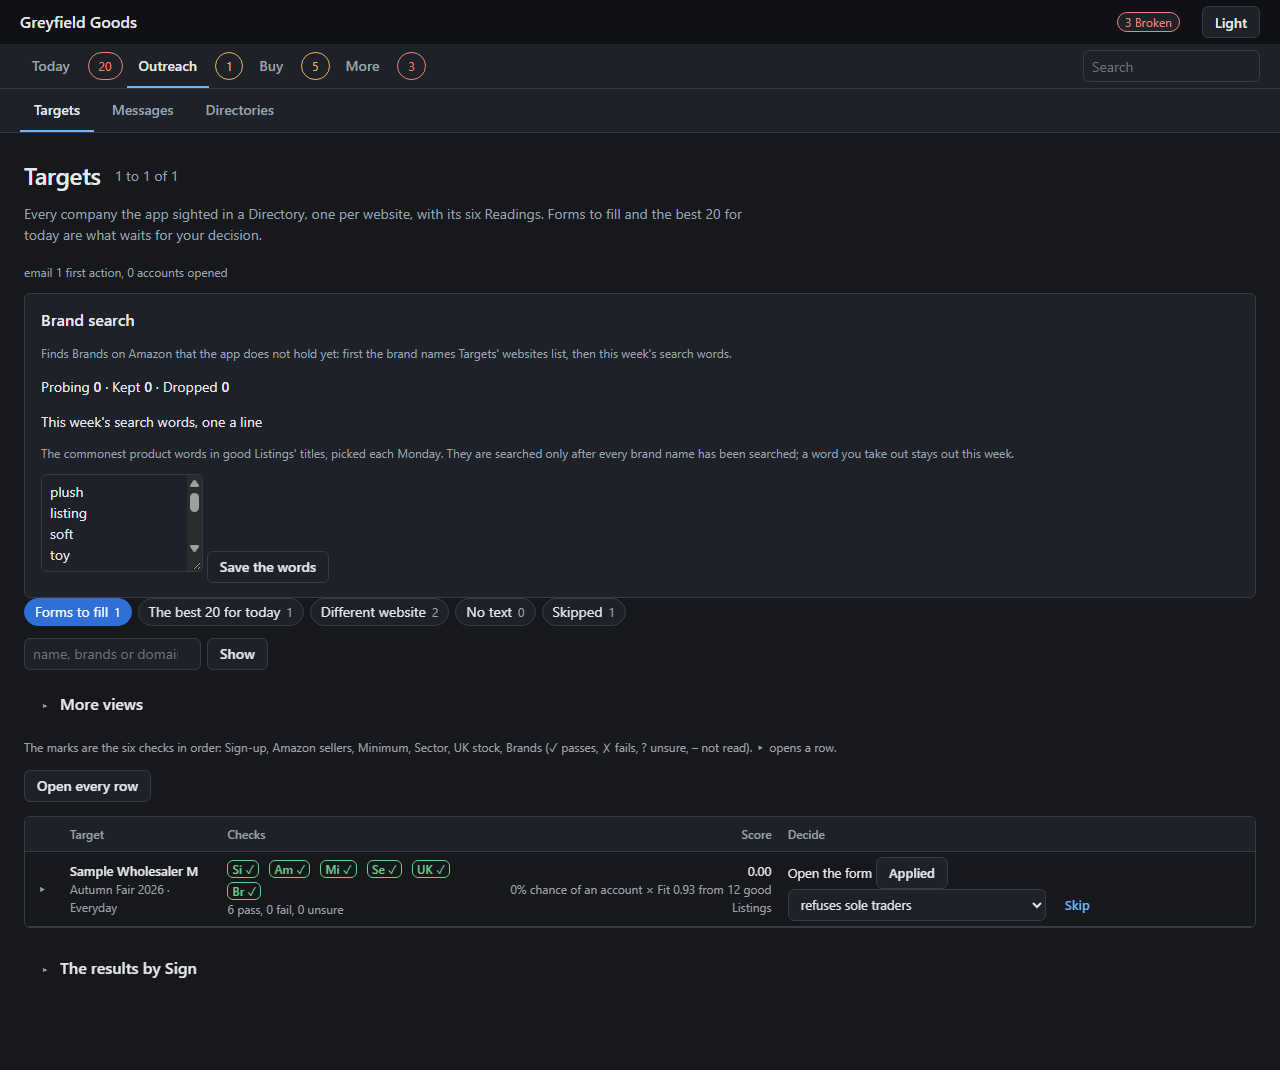 Greyfield Goods
3 Broken
Light
Today 20 Outreach 1 Buy 5 More 3
Search
Targets Messages Directories
Targets 1 to 1 of 1
Every company the app sighted in a Directory, one per website, with its six Readings. Forms to fill and the best 20 for
today are what waits for your decision.
email 1 first action, 0 accounts opened
Brand search
Finds Brands on Amazon that the app does not hold yet: first the brand names Targets' websites list, then this week's search words.
Probing 0 · Kept 0 · Dropped 0
This week's search words, one a line
The commonest product words in good Listings' titles, picked each Monday. They are searched only after every brand name has been searched; a word you take out stays out this week.
plush
listing
soft
toy
Save the words
Forms to fill 1 The best 20 for today 1 Different website 2 No text 0 Skipped 1
name, brands or domai
Show
▸ More views
The marks are the six checks in order: Sign-up, Amazon sellers, Minimum, Sector, UK stock, Brands (✓ passes, ✗ fails, ? unsure, – not read). ▸ opens a row.
Open every row
Target Checks Score Decide
▸ Sample Wholesaler M
Autumn Fair 2026 ·
Everyday
Si ✓ Am ✓ Mi ✓ Se ✓ UK ✓
Br ✓
6 pass, 0 fail, 0 unsure
0.00
0% chance of an account × Fit 0.93 from 12 good
Listings
Open the form Applied
refuses sole traders Skip
▸ The results by Sign